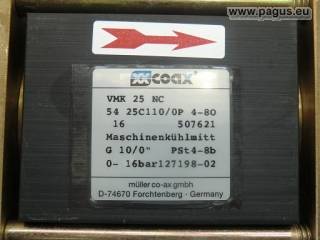 www.pagus.eu
coax®
VMK 25 NC
54 25C110/0P 4-80
16 507621
Maschinenkühlmitt
G 10/0" PSt4-8b
0- 16bar127198-02
müller co-ax gmbh
D-74670 Forchtenberg · Germany